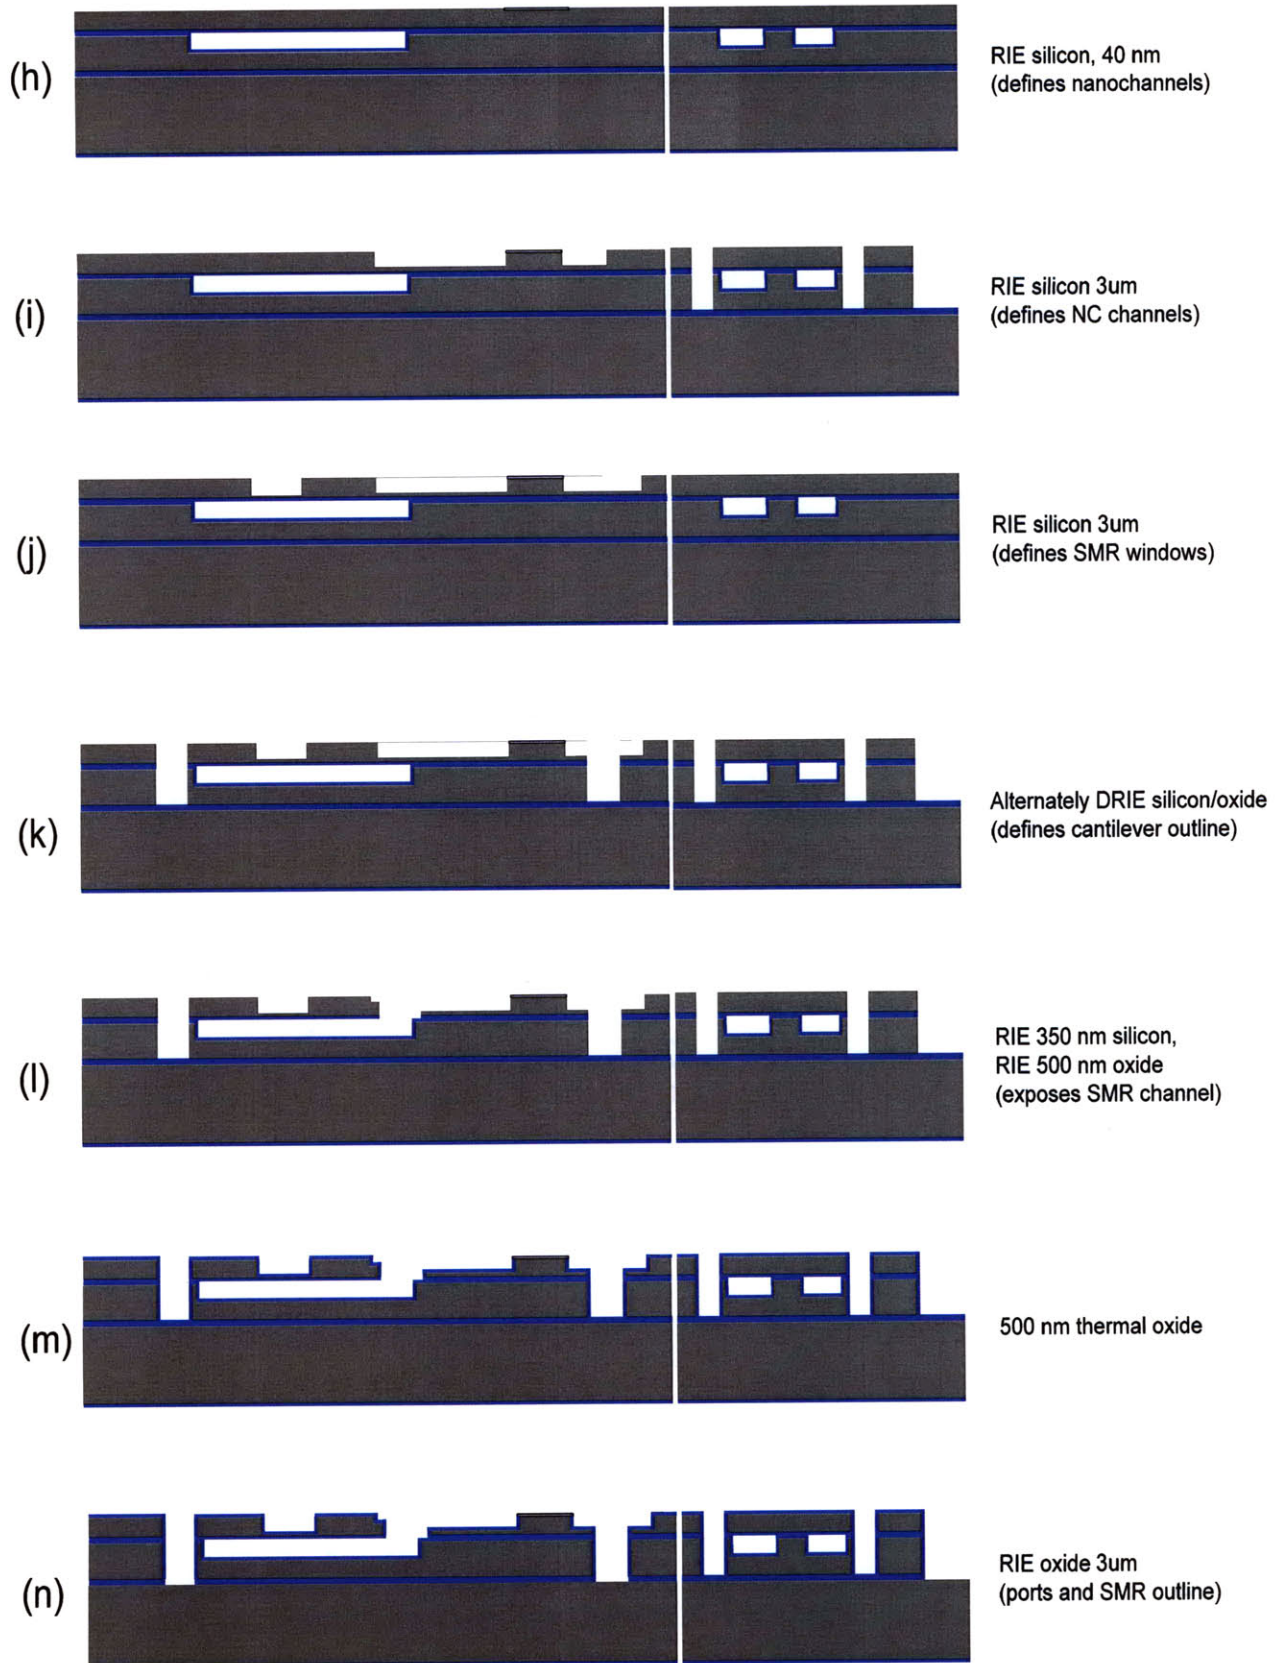 (h)
RIE silicon, 40 nm
(defines nanochannels)
(i)
RIE silicon 3um
(defines NC channels)
(j)
RIE silicon 3um
(defines SMR windows)
(k)
Alternately DRIE silicon/oxide
(defines cantilever outline)
(l)
RIE 350 nm silicon,
RIE 500 nm oxide
(exposes SMR channel)
(m)
500 nm thermal oxide
(n)
RIE oxide 3um
(ports and SMR outline)